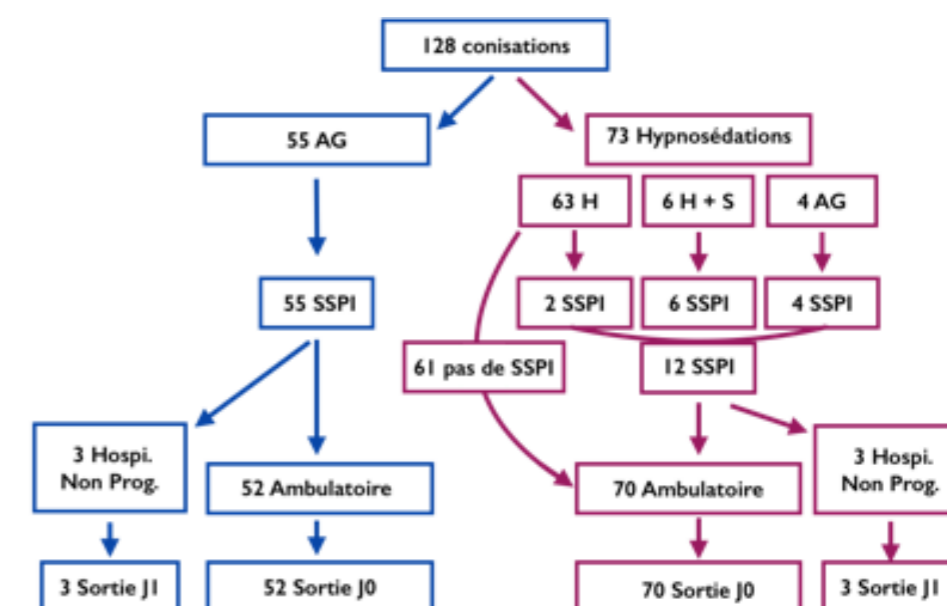 128 conisations
55 AG
73 Hypnosédations
63 H
6 H + S
4 AG
55 SSPI
2 SSPI
6 SSPI
4 SSPI
61 pas de SSPI
12 SSPI
3 Hospi.
Non Prog.
52 Ambulatoire
70 Ambulatoire
3 Hospi.
Non Prog.
3 Sortie J1
52 Sortie J0
70 Sortie J0
3 Sortie J1